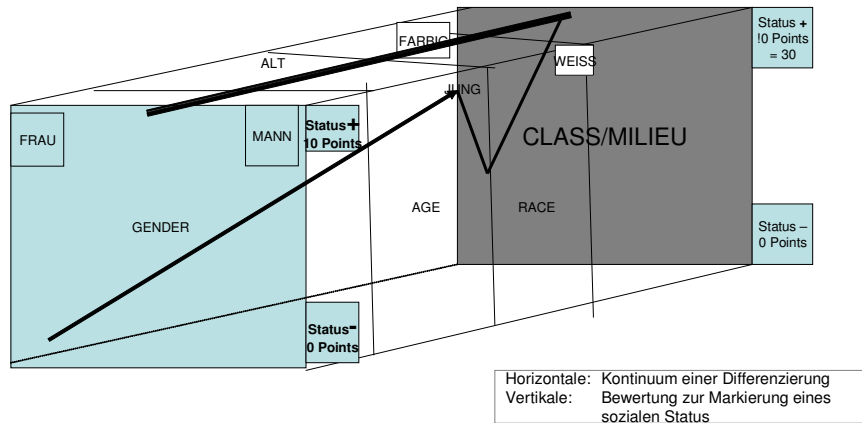 Status +
!0 Points
= 30
FARBIG
ALT
WEISS
JUNG
FRAU
MANN
Status+
10 Points
CLASS/MILIEU
AGE
RACE
GENDER
Status –
0 Points
Status-
0 Points
Horizontale: Kontinuum einer Differenzierung
Vertikale: Bewertung zur Markierung eines
sozialen Status